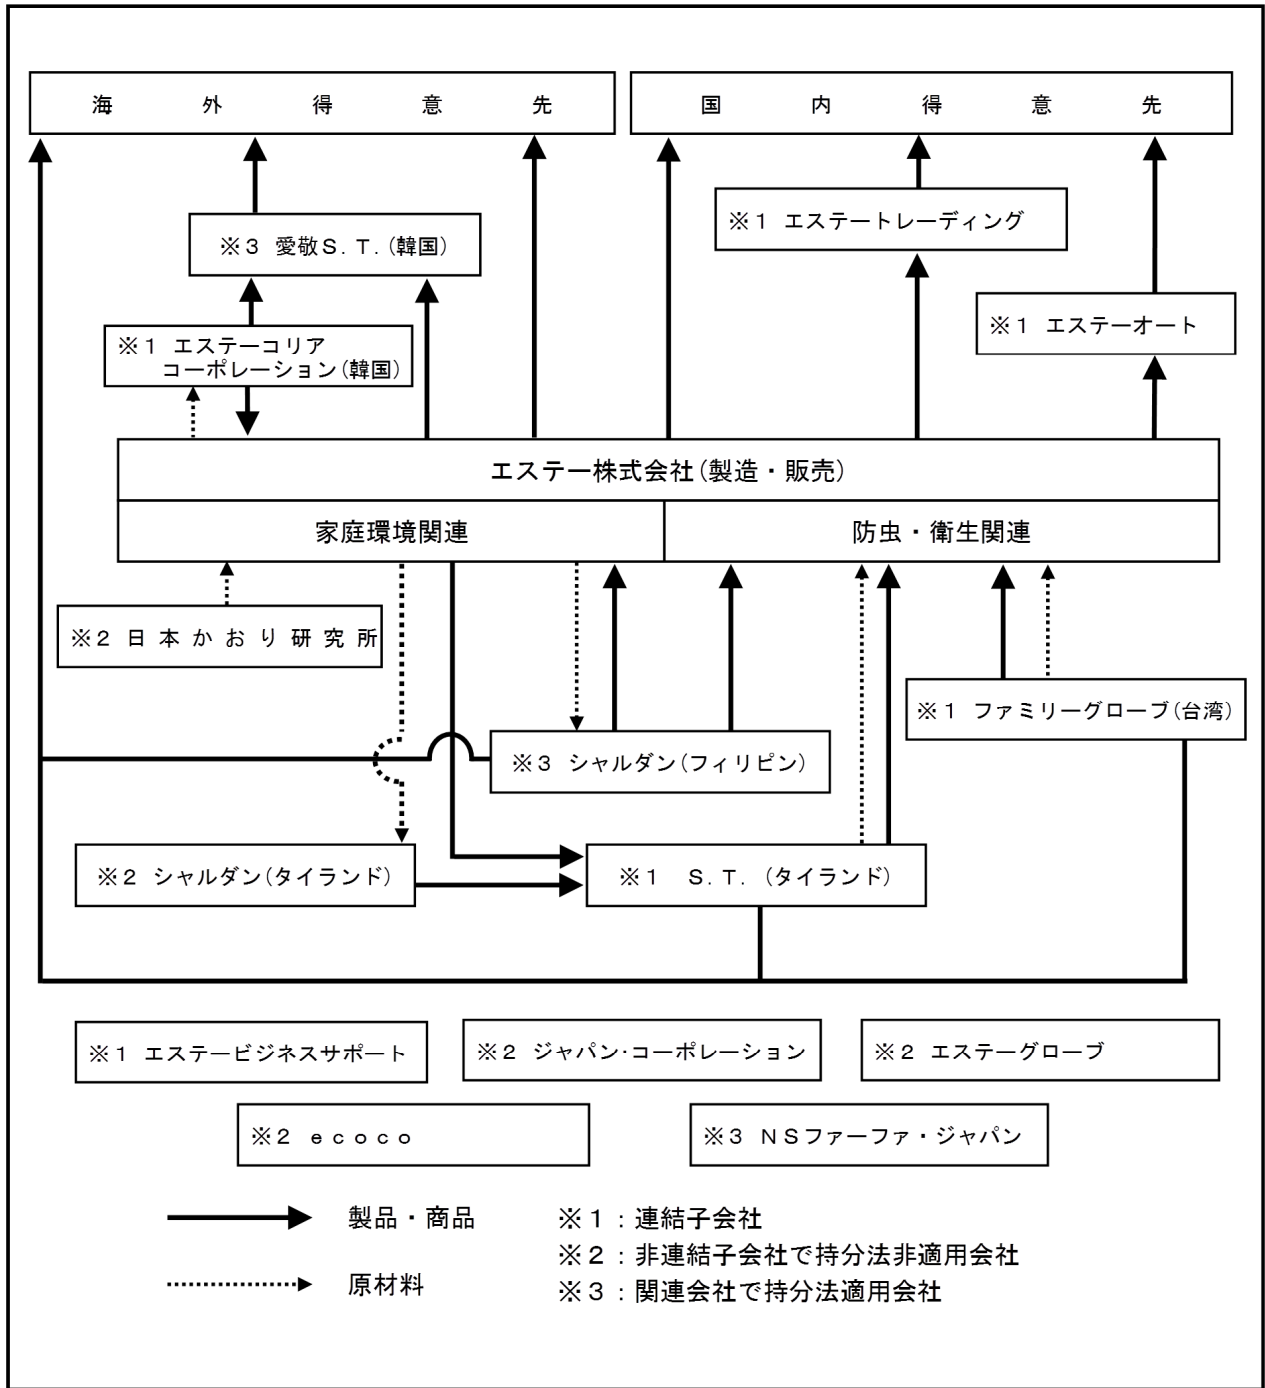 海外得意先
国内得意先
※1 エステートレーディング
※3 愛敬S.T.(韓国)
※1 エステーオート
※1 エステーコリア
コーポレーション(韓国)
エステー株式会社(製造・販売)
家庭環境関連
防虫・衛生関連
※2 日本かおり研究所
※1 ファミリーグローブ(台湾)
※3 シャルダン(フィリピン)
※2 シャルダン(タイランド)
※1 S.T.(タイランド)
※1 エステービジネスサポート
※2 ジャパン・コーポレーション
※2 エステーグローブ
※2 ecoco
※3 NSファーファ・ジャパン
製品・商品
※1:連結子会社
※2:非連結子会社で持分法非適用会社
原材料
※3:関連会社で持分法適用会社